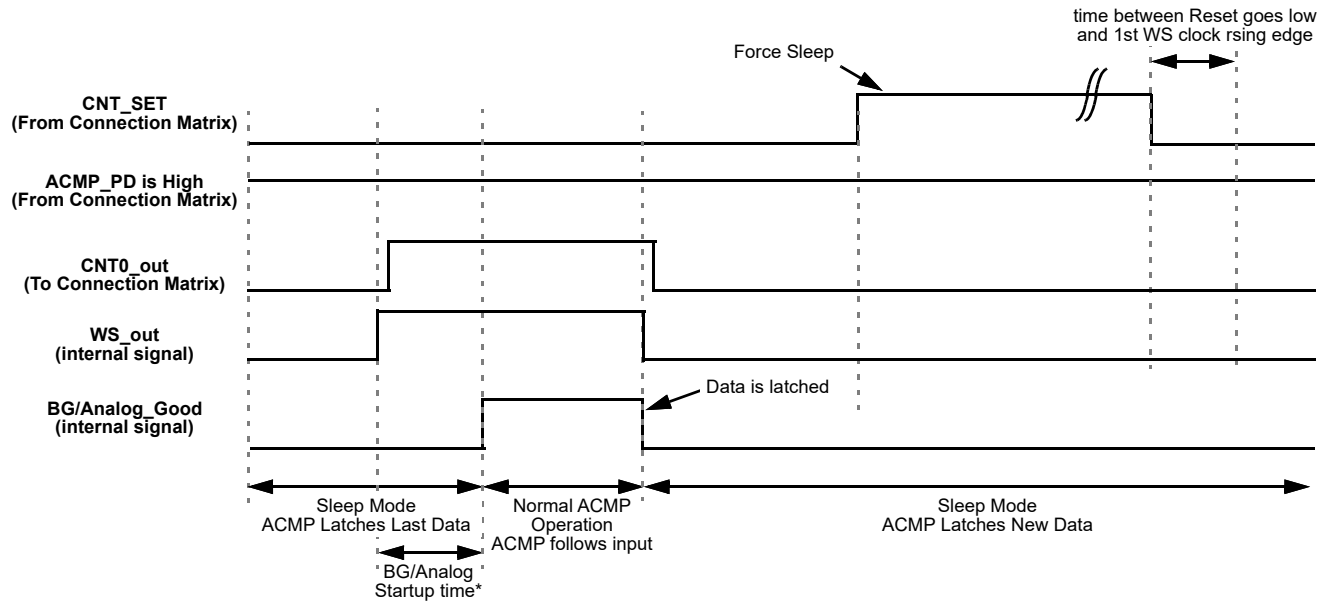 time between Reset goes low
and 1st WS clock rsing edge
Force Sleep
CNT_SET
(From Connection Matrix)
ACMP_PD is High
(From Connection Matrix)
CNT0_out
(To Connection Matrix)
WS_out
(internal signal)
Data is latched
BG/Analog_Good
(internal signal)
Sleep Mode
ACMP Latches Last Data
Normal ACMP
Operation
ACMP follows input
Sleep Mode
ACMP Latches New Data
BG/Analog
Startup time*